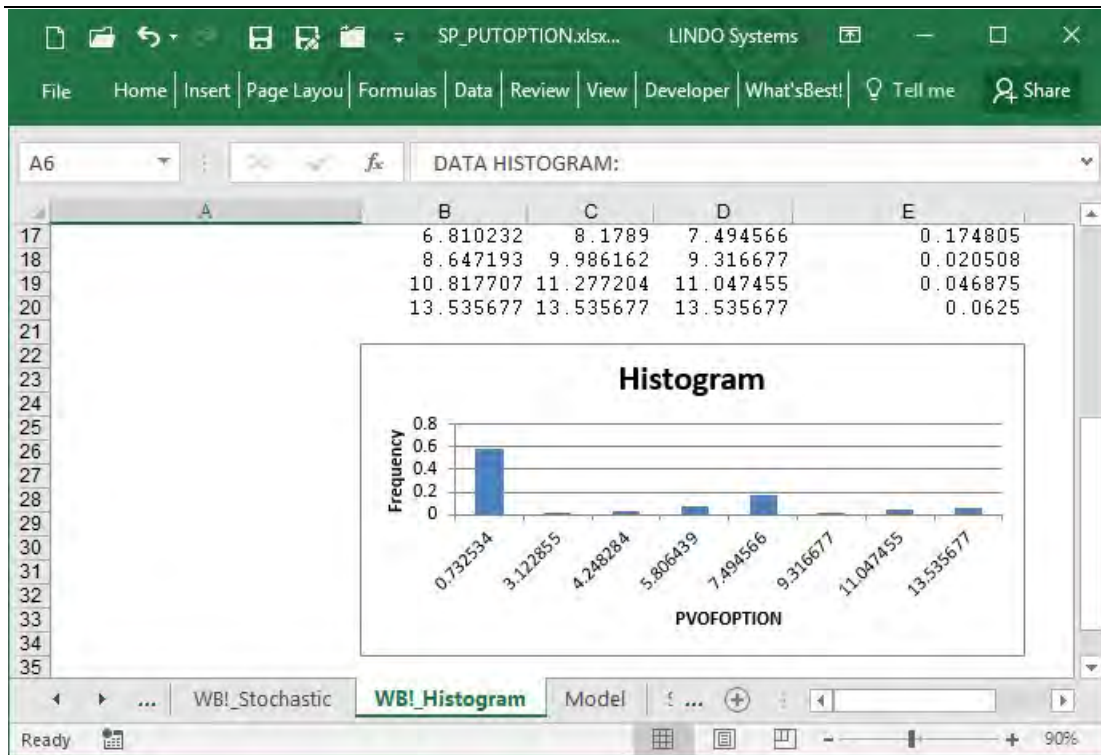 SP_PUTOPTION.xlsx... LINDO Systems
File Home Insert Page Layou Formulas Data Review View Developer What'sBest! Tell me Share
A6 fx DATA HISTOGRAM:
A B C D E
17 6.810232 8.1789 7.494566 0.174805
18 8.647193 9.986162 9.316677 0.020508
19 10.817707 11.277204 11.047455 0.046875
20 13.535677 13.535677 13.535677 0.0625
21
22
23
24
25
26
27
28
29
30
31
32
33
34
35
Histogram
Frequency
0.8
0.6
0.4
0.2
0
0.732534
3.122855
4.248284
5.806439
7.494566
9.316677
11.047455
13.535677
PVOFOPTION
... WB!_Stochastic WB!_Histogram Model ...
Ready 90%